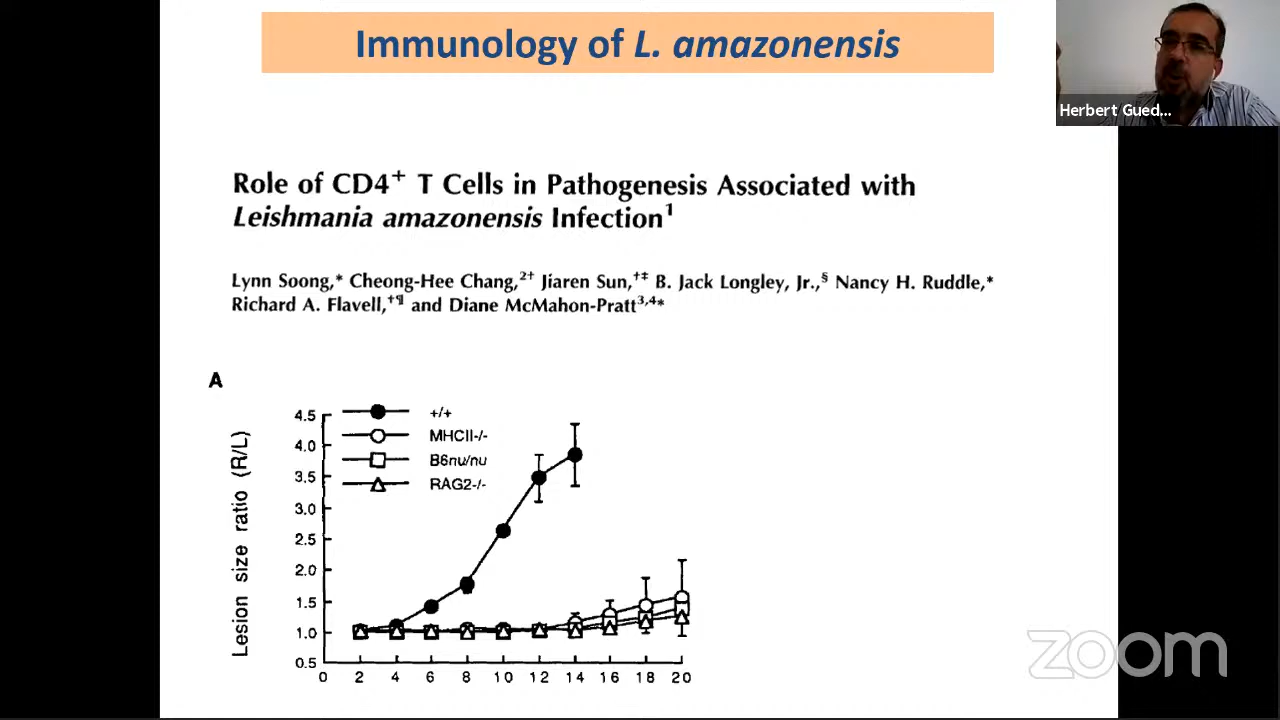 Immunology of L. amazonensis
Herbert Gued...
Role of CD4+ T Cells in Pathogenesis Associated with
Leishmania amazonensis Infection1
Lynn Soong,* Cheong-Hee Chang,2† Jiaren Sun,†‡ B. Jack Longley, Jr.,§ Nancy H. Ruddle,*
Richard A. Flavell,†¶ and Diane McMahon-Pratt3,4*
A
Lesion size ratio (R/L)
4.5
4.0
3.5
3.0
2.5
2.0
1.5
1.0
0.5
+/+
MHCII-/-
B6nu/nu
RAG2-/-
0 2 4 6 8 10 12 14 16 18 20
zoom